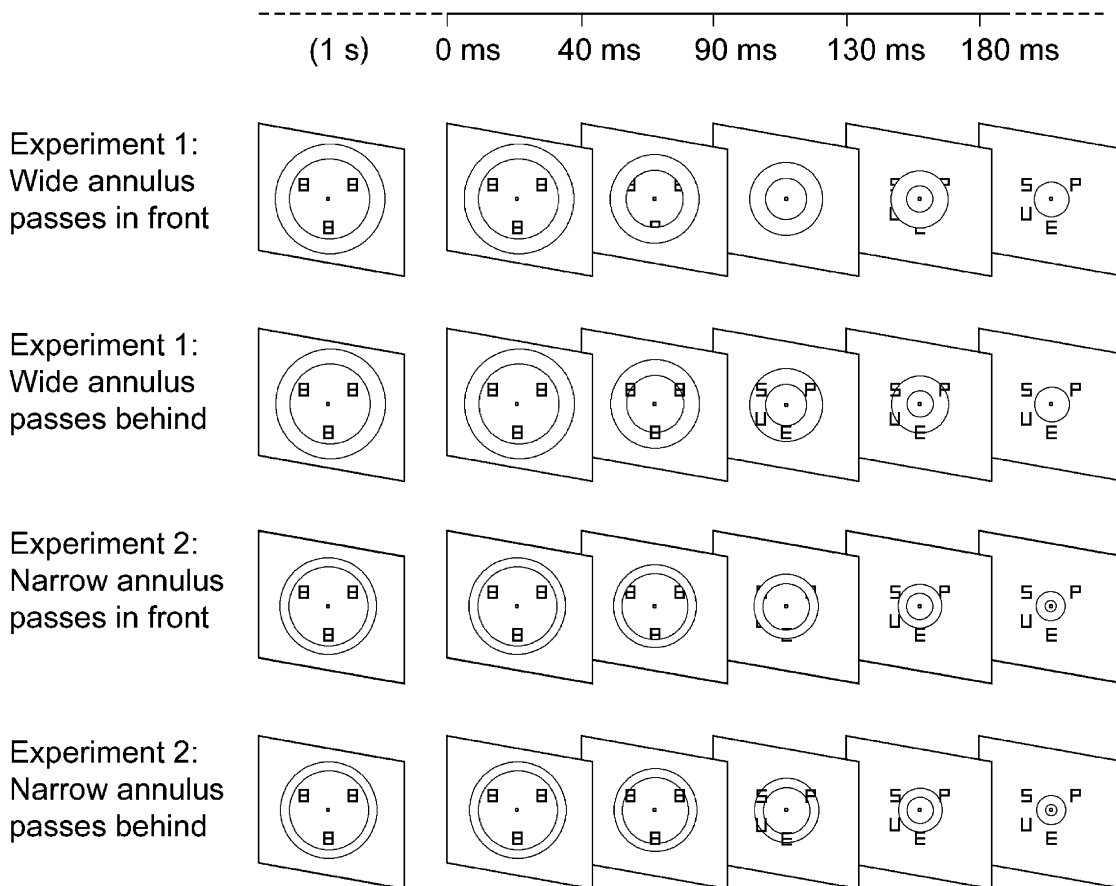 (1 s) 0 ms 40 ms 90 ms 130 ms 180 ms
Experiment 1:
Wide annulus
passes in front
S P
U
E
Experiment 1:
Wide annulus
passes behind
S P S P S P
U U U
E E E
Experiment 2:
Narrow annulus
passes in front
S P S P
U U
E E
Experiment 2:
Narrow annulus
passes behind
S P S P S P
U U U
E E E